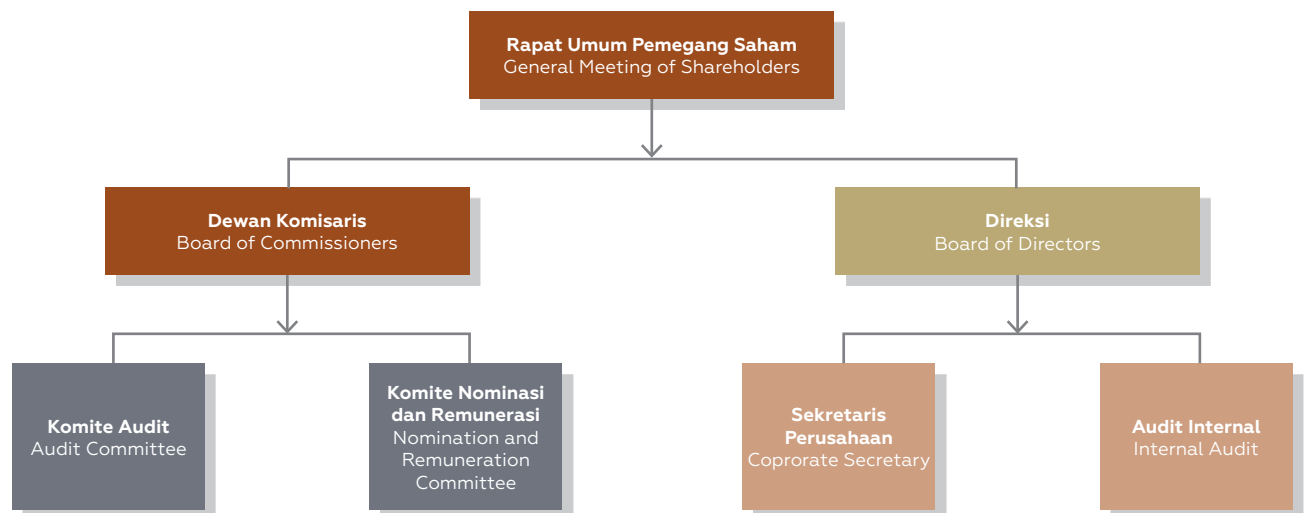 Rapat Umum Pemegang Saham
General Meeting of Shareholders
Dewan Komisaris
Board of Commissioners
Direksi
Board of Directors
Komite Audit
Audit Committee
Komite Nominasi
dan Remunerasi
Nomination and
Remuneration
Committee
Sekretaris
Perusahaan
Coprorate Secretary
Audit Internal
Internal Audit